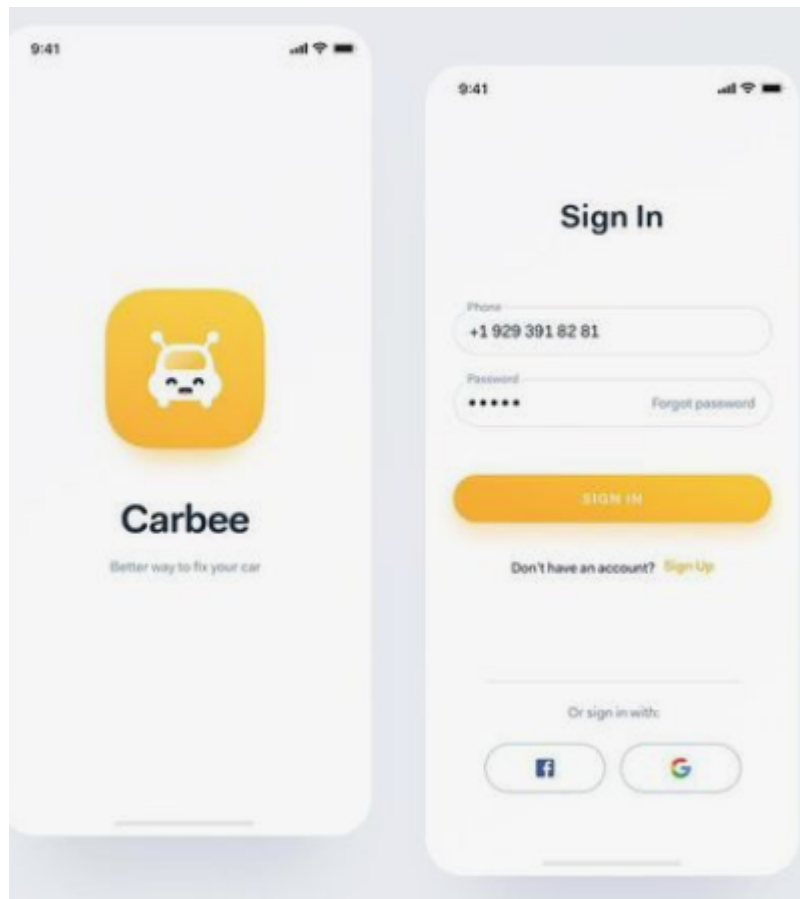 9:41
Carbee
Better way to fix your car
9:41
Sign In
Phone
+1 929 391 82 81
Password
•••••
Forgot password
SIGN IN
Don't have an account? Sign Up
Or sign in with:
f
G